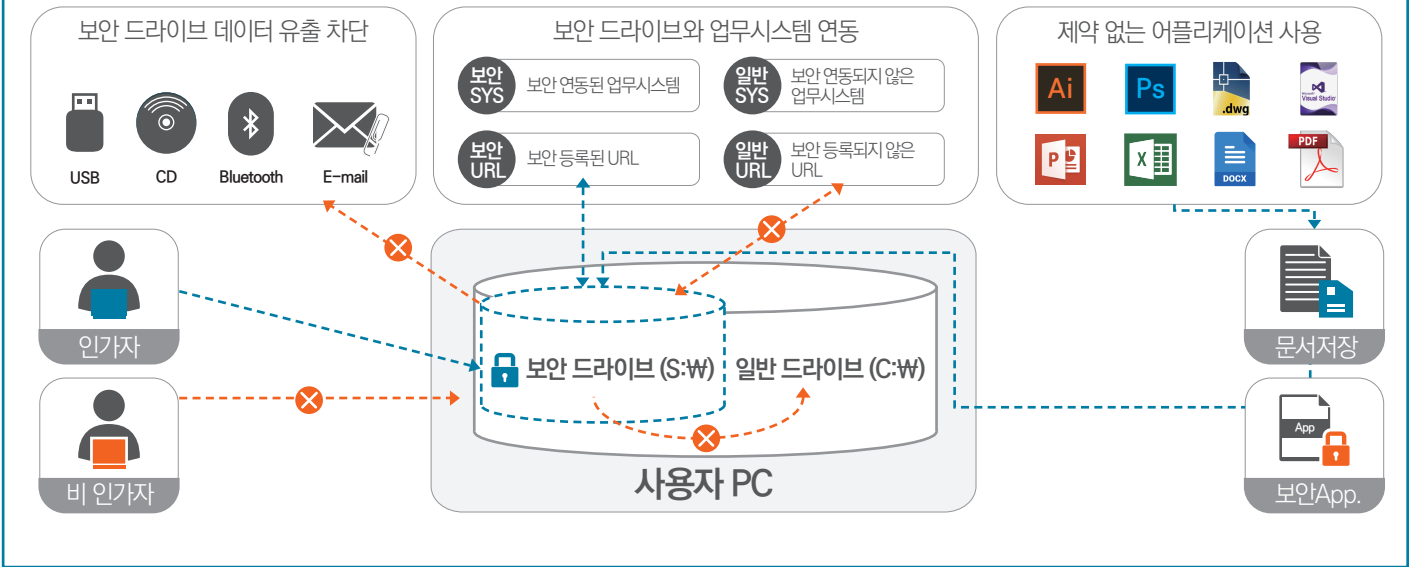 보안 드라이브 데이터 유출 차단
USB
CD
Bluetooth
E-mail
보안 드라이브와 업무시스템 연동
보안
SYS
보안 연동된 업무시스템
일반
SYS
보안 연동되지 않은
업무시스템
보안
URL
보안 등록된 URL
일반
URL
보안 등록되지 않은
URL
제약 없는 어플리케이션 사용
Ai
Ps
.dwg
Microsoft
Visual Studio
P
X
DOCX
PDF
인가자
비 인가자
보안 드라이브 (S:₩)
일반 드라이브 (C:₩)
사용자 PC
문서저장
App
보안App.